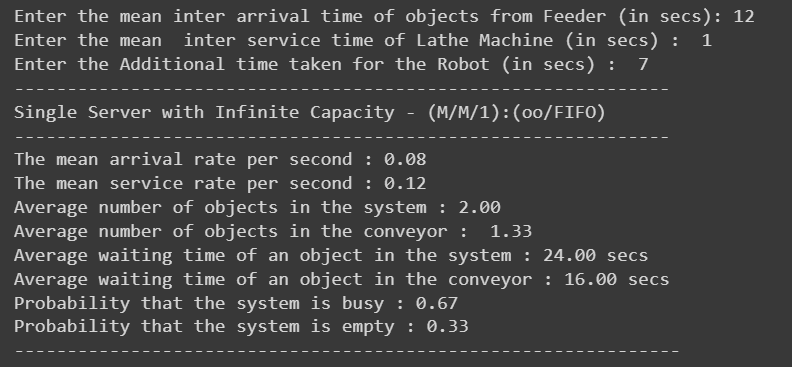 Enter the mean inter arrival time of objects from Feeder (in secs): 12
Enter the mean  inter service time of Lathe Machine (in secs) :  1
Enter the Additional time taken for the Robot (in secs) :  7
--------------------------------------------------------------
Single Server with Infinite Capacity - (M/M/1):(oo/FIFO)
--------------------------------------------------------------
The mean arrival rate per second : 0.08
The mean service rate per second : 0.12
Average number of objects in the system : 2.00
Average number of objects in the conveyor :  1.33
Average waiting time of an object in the system : 24.00 secs
Average waiting time of an object in the conveyor : 16.00 secs
Probability that the system is busy : 0.67
Probability that the system is empty : 0.33
---------------------------------------------------------------